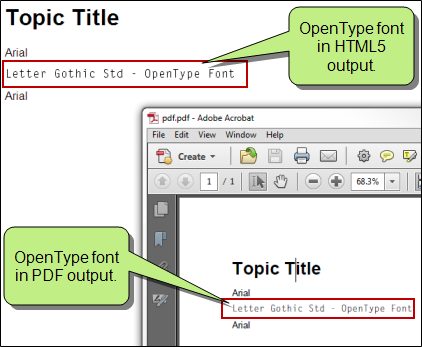 Topic Title
OpenType font
in HTML5
output.
Arial
Letter Gothic Std - OpenType Font
Arial
pdf.pdf - Adobe Acrobat
File Edit View Window Help
Create
1 / 1 68.3%
OpenType font
in PDF output.
Topic Title
Arial
Letter Gothic Std - OpenType Font
Arial